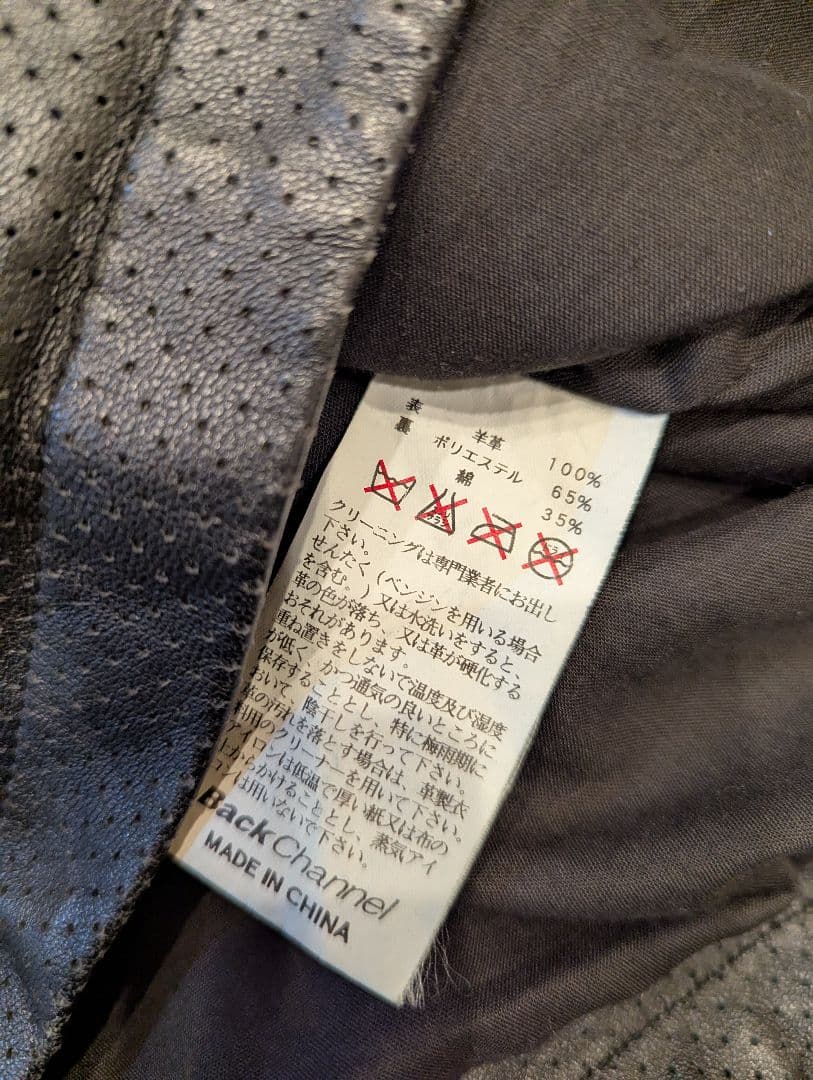 表 羊革 100%
裏 ポリエステル 65%
綿 35%
クリーニングは専門業者にお出し
下さい。
せんたく（ベンジンを用いる場合
を含む。）又は水洗いをすると、
革の色が落ち、又は革が硬化する
おそれがあります。
重ね置きをしないで温度及び湿度
が低く、かつ通気の良いところに
保存することとし、特に梅雨期に
おいて、陰干しを行って下さい。
革の汚れを落とす場合は、革製衣
料用のクリーナーを用いて下さい。
アイロンは低温で厚い紙又は布の
上からかけることとし、蒸気アイ
ロンは用いないで下さい。
BackChannel
MADE IN CHINA